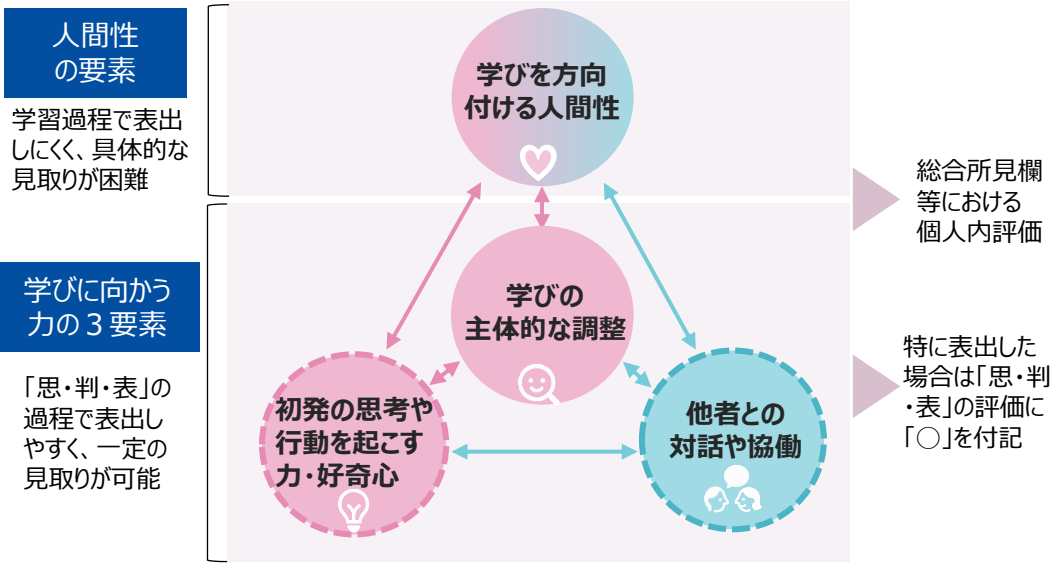 人間性
の要素
学習過程で表出
しにくく、具体的な
見取りが困難
学びを方向
付ける人間性
総合所見欄
等における
個人内評価
学びに向かう
力の3要素
「思・判・表」の
過程で表出し
やすく、一定の
見取りが可能
学びの
主体的な調整
初発の思考や
行動を起こす
力・好奇心
他者との
対話や協働
特に表出した
場合は「思・判
・表」の評価に
「○」を付記